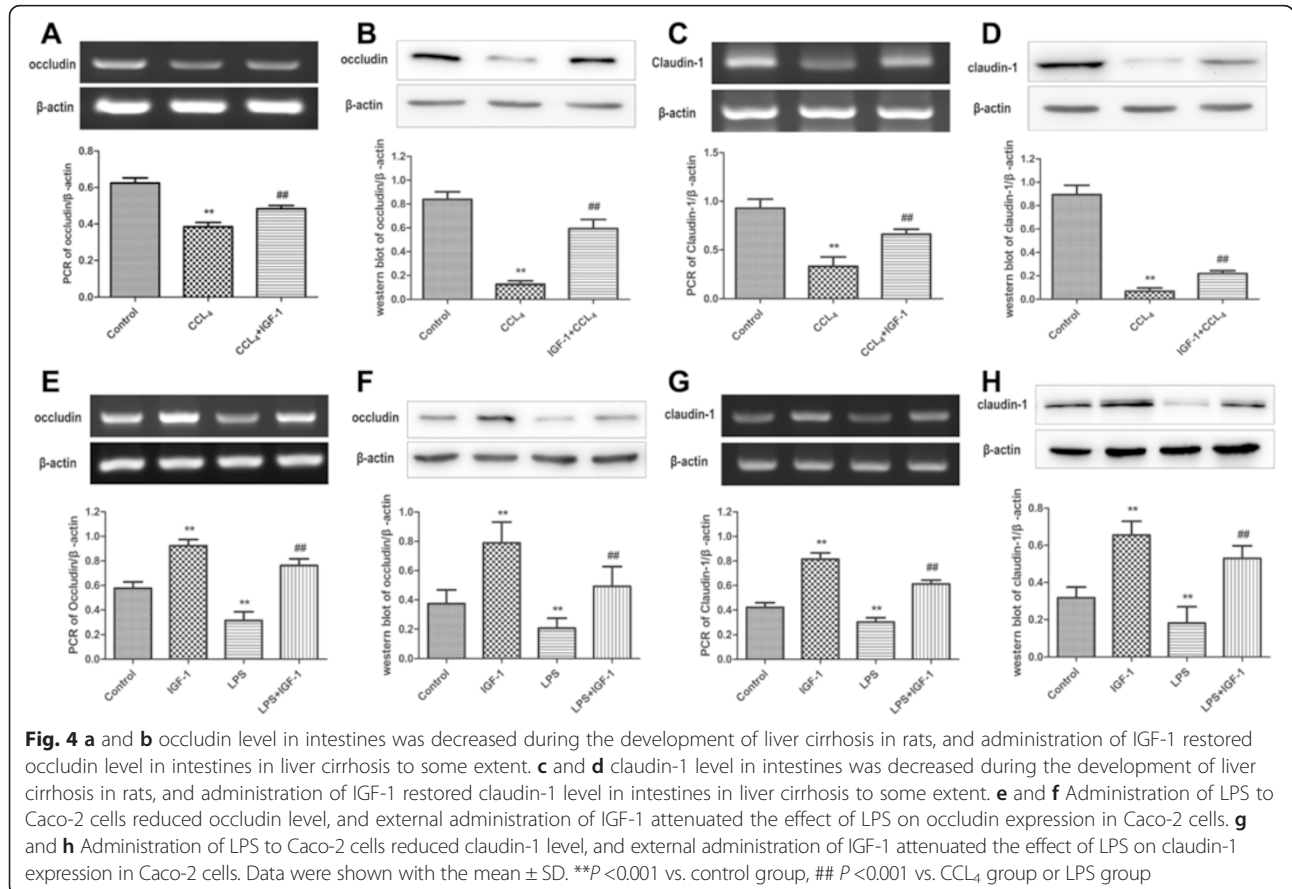 A
occludin
β-actin
PCR of occludin/β -actin
0.8
0.6
0.4
0.2
0.0
**
##
Control
CCL₄
CCL₄+IGF-1
B
occludin
β-actin
western blot of occludin/β -actin
1.0
0.8
0.6
0.4
0.2
0.0
**
##
Control
CCL₄
IGF-1+CCL₄
C
Claudin-1
β-actin
PCR of Claudin-1/β -actin
1.5
1.0
0.5
0.0
**
##
Control
CCL₄
CCL₄+IGF-1
D
claudin-1
β-actin
western blot of claudin-1/β -actin
1.2
1.0
0.8
0.6
0.4
0.2
0.0
**
##
Control
CCL₄
IGF-1+CCL₄
E
occludin
β-actin
PCR of Occludin/β -actin
1.2
1.0
0.8
0.6
0.4
0.2
0.0
**
**
##
Control
IGF-1
LPS
LPS+IGF-1
F
occludin
β-actin
western blot of occludin/β -actin
1.0
0.8
0.6
0.4
0.2
0.0
**
**
##
Control
IGF-1
LPS
LPS+IGF-1
G
claudin-1
β-actin
PCR of Claudin-1/β -actin
1.2
1.0
0.8
0.6
0.4
0.2
0.0
**
**
##
Control
IGF-1
LPS
LPS+IGF-1
H
claudin-1
β-actin
western blot of claudin-1/β -actin
0.8
0.6
0.4
0.2
0.0
**
**
##
Control
IGF-1
LPS
LPS+IGF-1
Fig. 4 a and b occludin level in intestines was decreased during the development of liver cirrhosis in rats, and administration of IGF-1 restored
occludin level in intestines in liver cirrhosis to some extent. c and d claudin-1 level in intestines was decreased during the development of liver
cirrhosis in rats, and administration of IGF-1 restored claudin-1 level in intestines in liver cirrhosis to some extent. e and f Administration of LPS to
Caco-2 cells reduced occludin level, and external administration of IGF-1 attenuated the effect of LPS on occludin expression in Caco-2 cells. g
and h Administration of LPS to Caco-2 cells reduced claudin-1 level, and external administration of IGF-1 attenuated the effect of LPS on claudin-1
expression in Caco-2 cells. Data were shown with the mean ± SD. **P <0.001 vs. control group, ## P <0.001 vs. CCL₄ group or LPS group